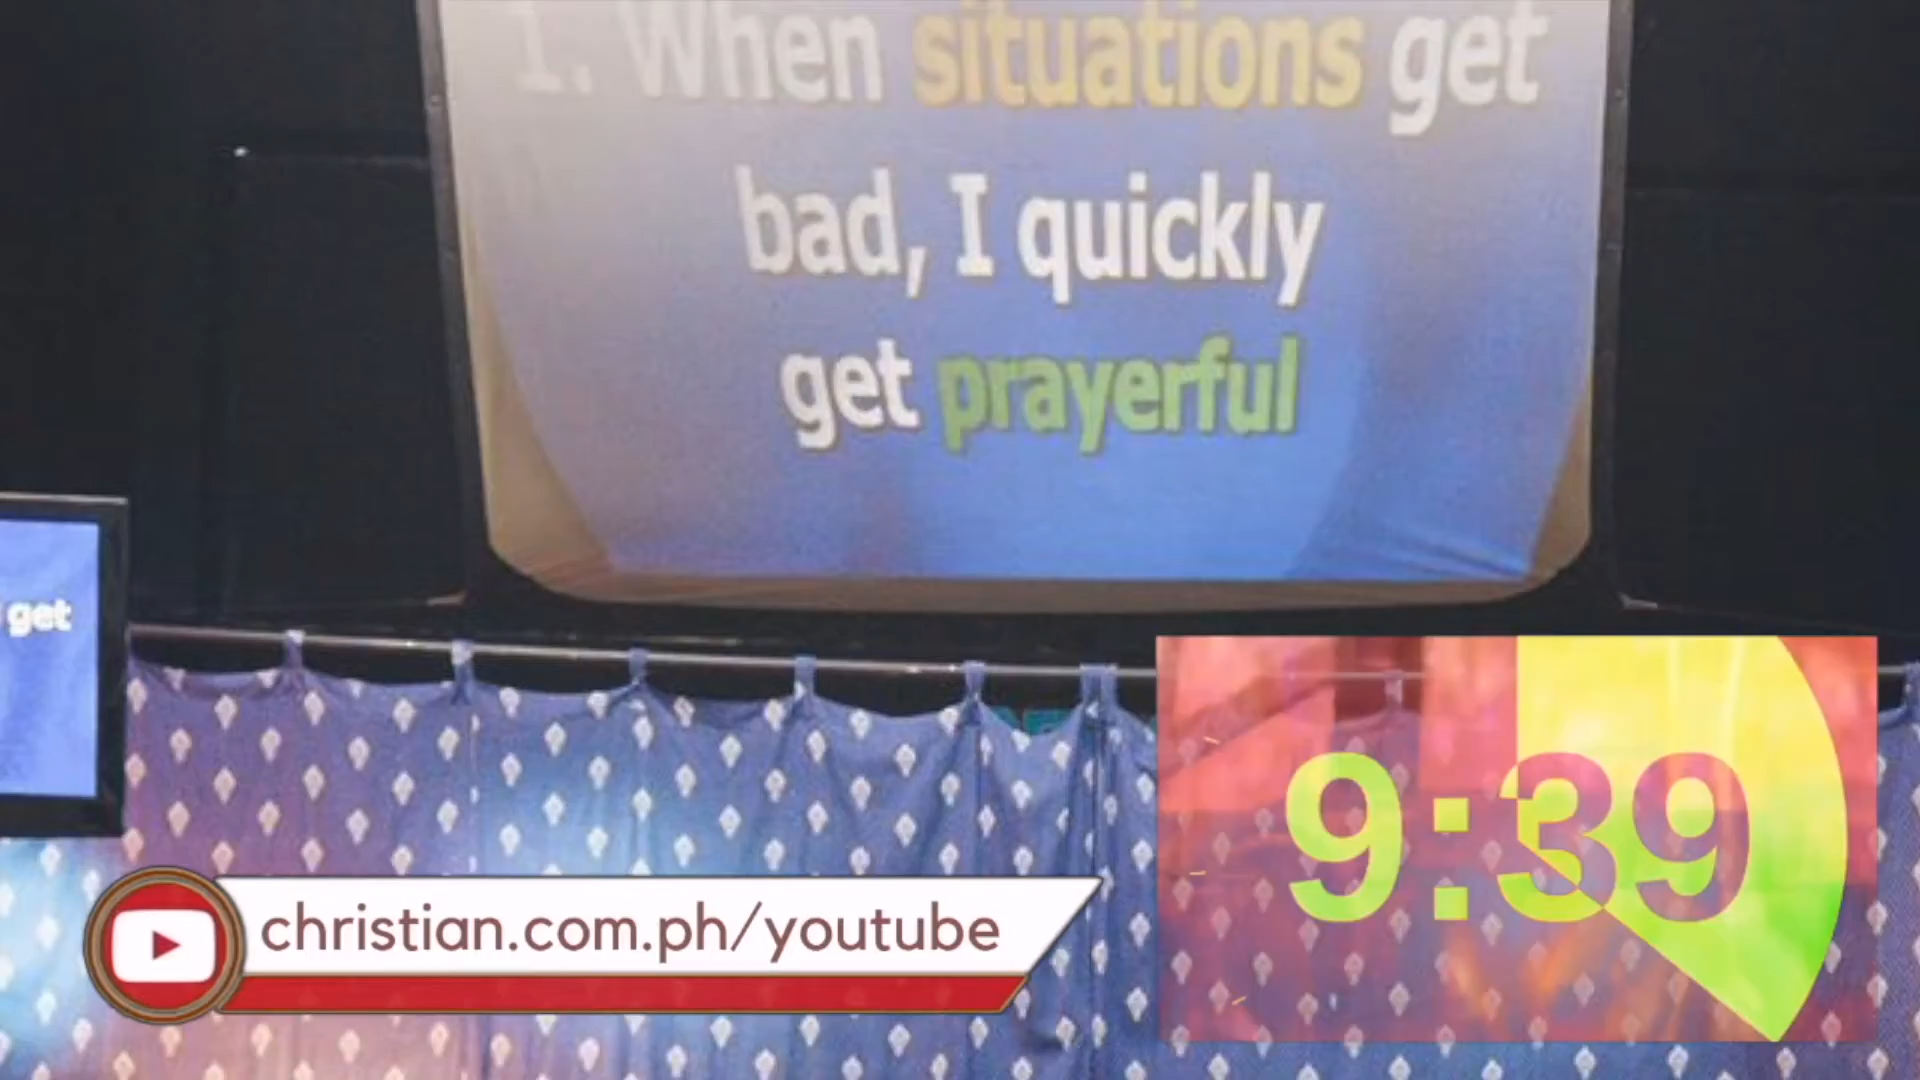 1. When situations get
bad, I quickly
get prayerful
get
christian.com.ph/youtube
9:39